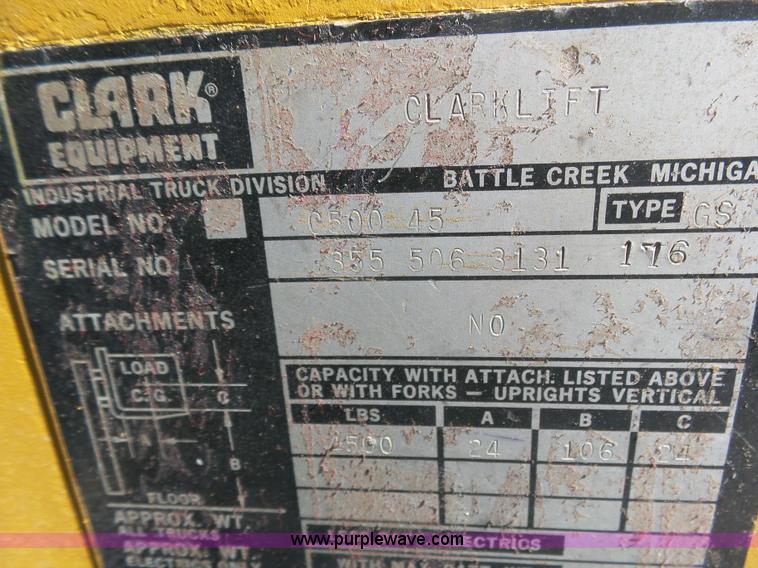 CLARK®
EQUIPMENT
CLARKLIFT
INDUSTRIAL TRUCK DIVISION BATTLE CREEK MICHIGA
MODEL NO. C500 45 TYPE GS
SERIAL NO 355 506 3131 176
ATTACHMENTS NO
LOAD
C.G.
C
B
FLOOR
CAPACITY WITH ATTACH. LISTED ABOVE
OR WITH FORKS — UPRIGHTS VERTICAL
LBS A B C
4500 24 106 24
APPROX. WT.
ALL TRUCKS
APPROX. WT.
ELECTRICS
www.purplewave.com